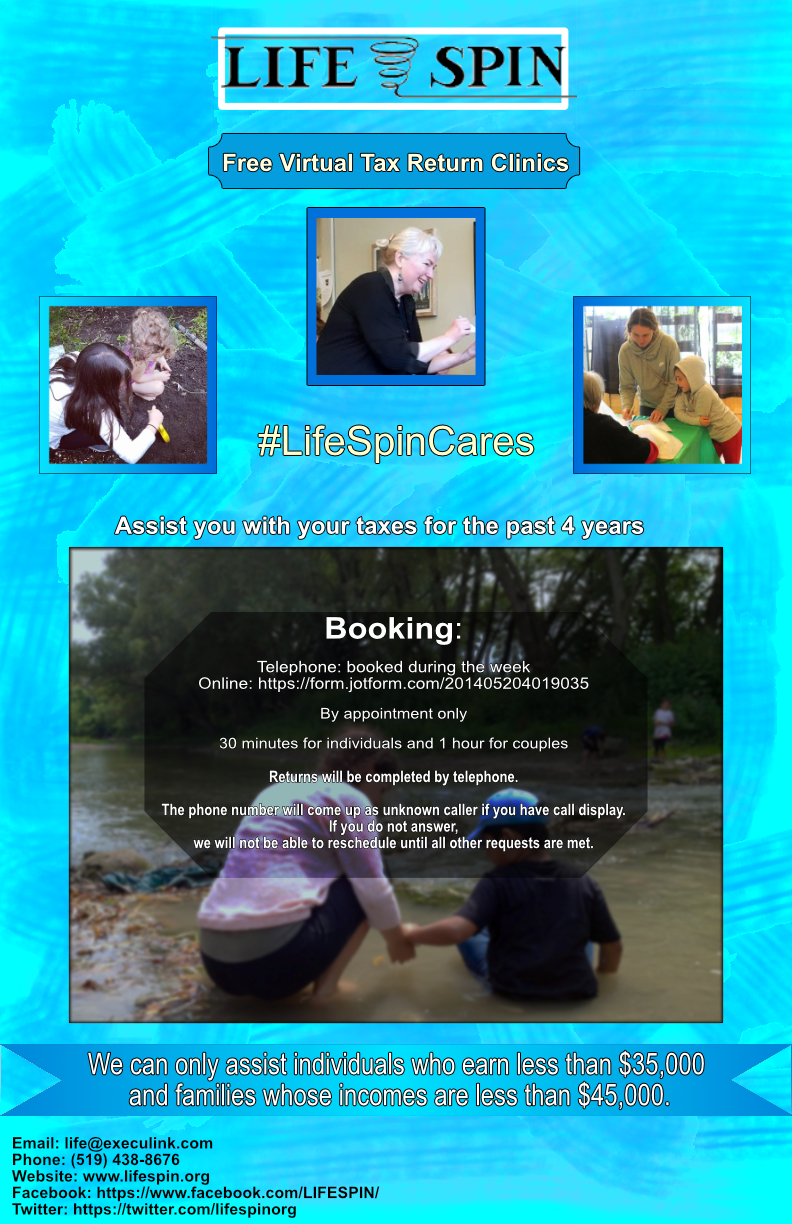 LIFE SPIN
Free Virtual Tax Return Clinics
#LifeSpinCares
Assist you with your taxes for the past 4 years
Booking:
Telephone: booked during the week
Online: https://form.jotform.com/201405204019035
By appointment only
30 minutes for individuals and 1 hour for couples
Returns will be completed by telephone.
The phone number will come up as unknown caller if you have call display.
If you do not answer,
we will not be able to reschedule until all other requests are met.
We can only assist individuals who earn less than $35,000
and families whose incomes are less than $45,000.
Email: life@execulink.com
Phone: (519) 438-8676
Website: www.lifespin.org
Facebook: https://www.facebook.com/LIFESPIN/
Twitter: https://twitter.com/lifespinorg